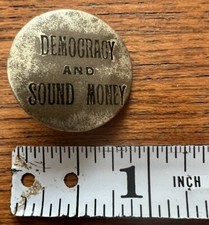 DEMOCRACY
AND
SOUND MONEY
1 INCH